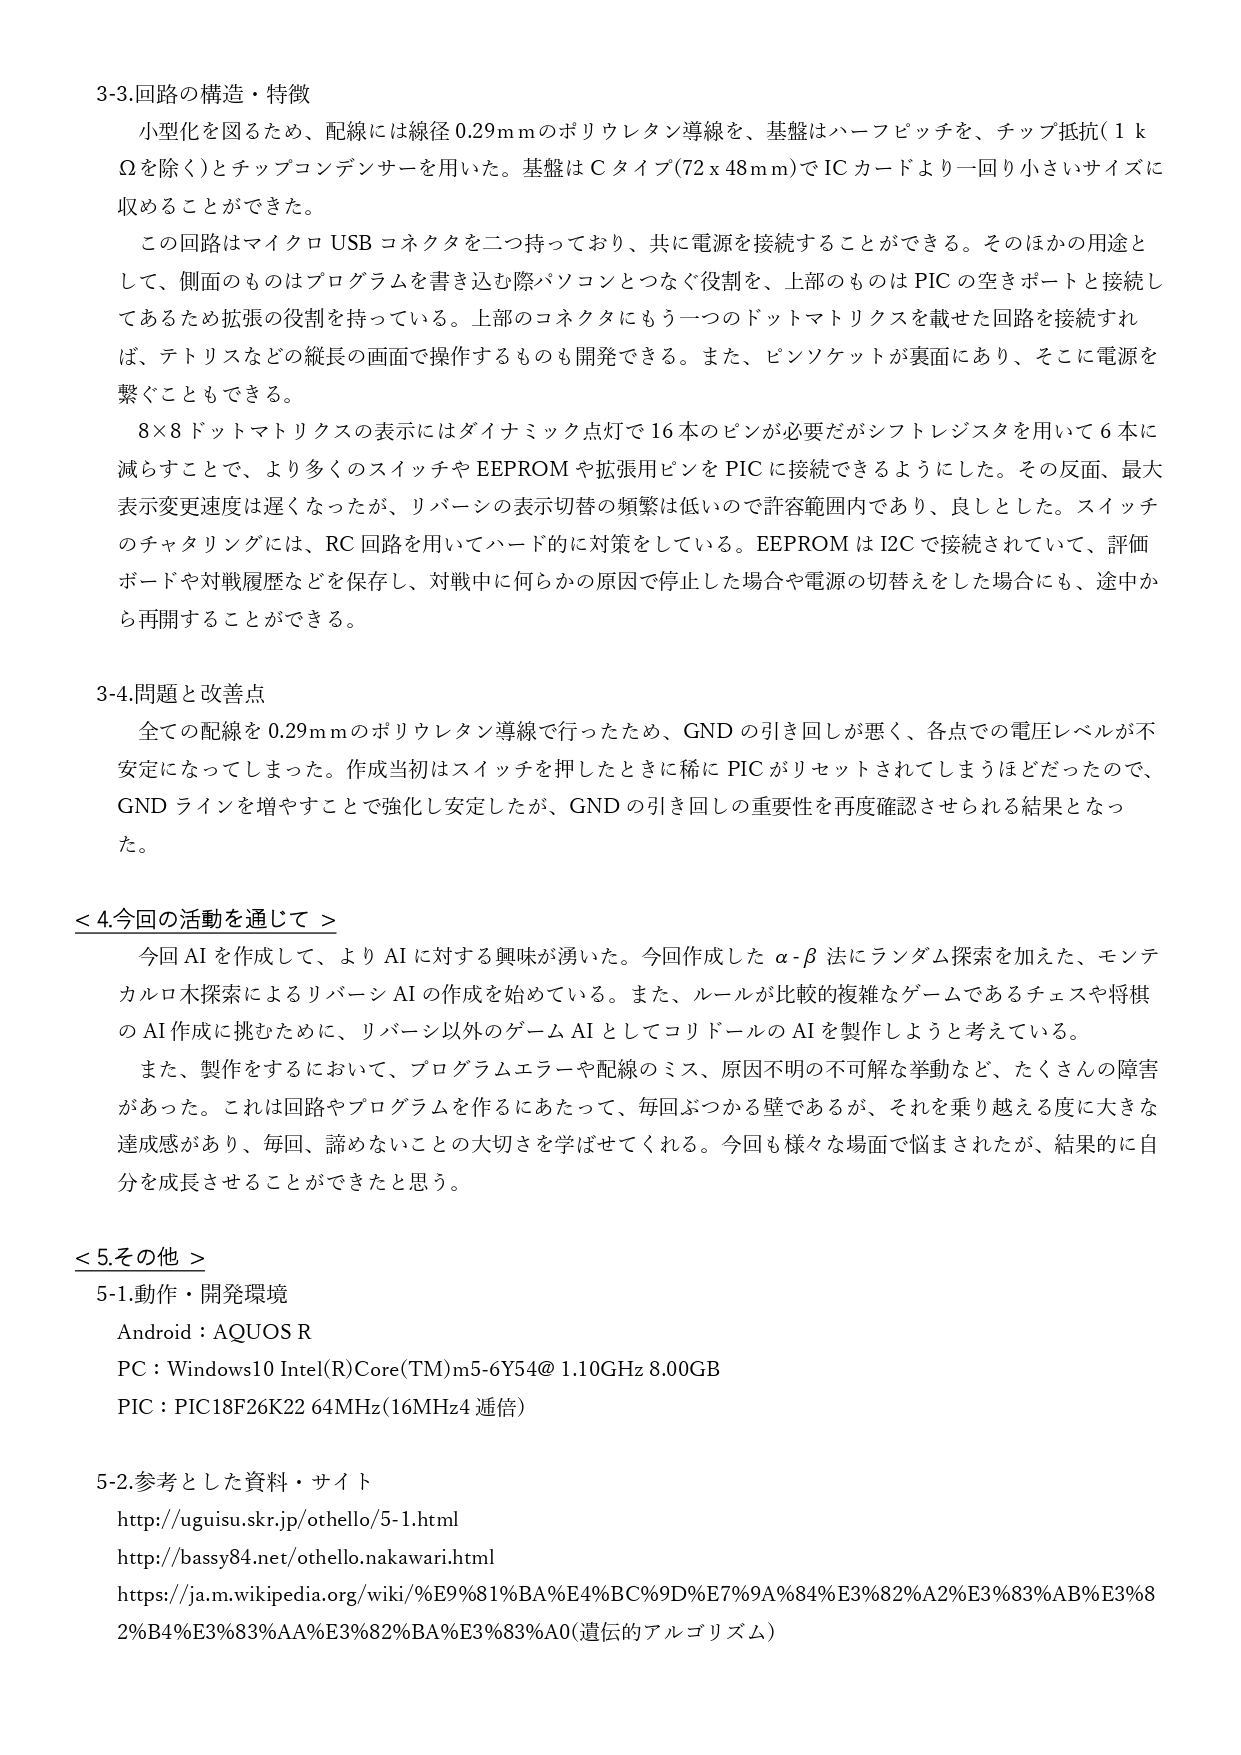 3-3.回路の構造・特徴
小型化を図るため、配線には線径 0.29ｍｍのポリウレタン導線を、基盤はハーフピッチを、チップ抵抗(１ｋ
Ωを除く)とチップコンデンサーを用いた。基盤は C タイプ(72 x 48ｍｍ)で IC カードより一回り小さいサイズに
収めることができた。
この回路はマイクロ USB コネクタを二つ持っており、共に電源を接続することができる。そのほかの用途と
して、側面のものはプログラムを書き込む際パソコンとつなぐ役割を、上部のものは PIC の空きポートと接続し
てあるため拡張の役割を持っている。上部のコネクタにもう一つのドットマトリクスを載せた回路を接続すれ
ば、テトリスなどの縦長の画面で操作するものも開発できる。また、ピンソケットが裏面にあり、そこに電源を
繋ぐこともできる。
8×8 ドットマトリクスの表示にはダイナミック点灯で 16 本のピンが必要だがシフトレジスタを用いて 6 本に
減らすことで、より多くのスイッチや EEPROM や拡張用ピンを PIC に接続できるようにした。その反面、最大
表示変更速度は遅くなったが、リバーシの表示切替の頻繁は低いので許容範囲内であり、良しとした。スイッチ
のチャタリングには、RC 回路を用いてハード的に対策をしている。EEPROM は I2C で接続されていて、評価
ボードや対戦履歴などを保存し、対戦中に何らかの原因で停止した場合や電源の切替えをした場合にも、途中か
ら再開することができる。
3-4.問題と改善点
全ての配線を 0.29ｍｍのポリウレタン導線で行ったため、GND の引き回しが悪く、各点での電圧レベルが不
安定になってしまった。作成当初はスイッチを押したときに稀に PIC がリセットされてしまうほどだったので、
GND ラインを増やすことで強化し安定したが、GND の引き回しの重要性を再度確認させられる結果となっ
た。
＜4.今回の活動を通じて ＞
今回 AI を作成して、より AI に対する興味が湧いた。今回作成した α-β 法にランダム探索を加えた、モンテ
カルロ木探索によるリバーシ AI の作成を始めている。また、ルールが比較的複雑なゲームであるチェスや将棋
の AI 作成に挑むために、リバーシ以外のゲーム AI としてコリドールの AI を製作しようと考えている。
また、製作をするにおいて、プログラムエラーや配線のミス、原因不明の不可解な挙動など、たくさんの障害
があった。これは回路やプログラムを作るにあたって、毎回ぶつかる壁であるが、それを乗り越える度に大きな
達成感があり、毎回、諦めないことの大切さを学ばせてくれる。今回も様々な場面で悩まされたが、結果的に自
分を成長させることができたと思う。
＜5.その他 ＞
5-1.動作・開発環境
Android：AQUOS R
PC：Windows10 Intel(R)Core(TM)m5-6Y54@ 1.10GHz 8.00GB
PIC：PIC18F26K22 64MHz(16MHz4 逓倍)
5-2.参考とした資料・サイト
http://uguisu.skr.jp/othello/5-1.html
http://bassy84.net/othello.nakawari.html
https://ja.m.wikipedia.org/wiki/%E9%81%BA%E4%BC%9D%E7%9A%84%E3%82%A2%E3%83%AB%E3%8
2%B4%E3%83%AA%E3%82%BA%E3%83%A0(遺伝的アルゴリズム)